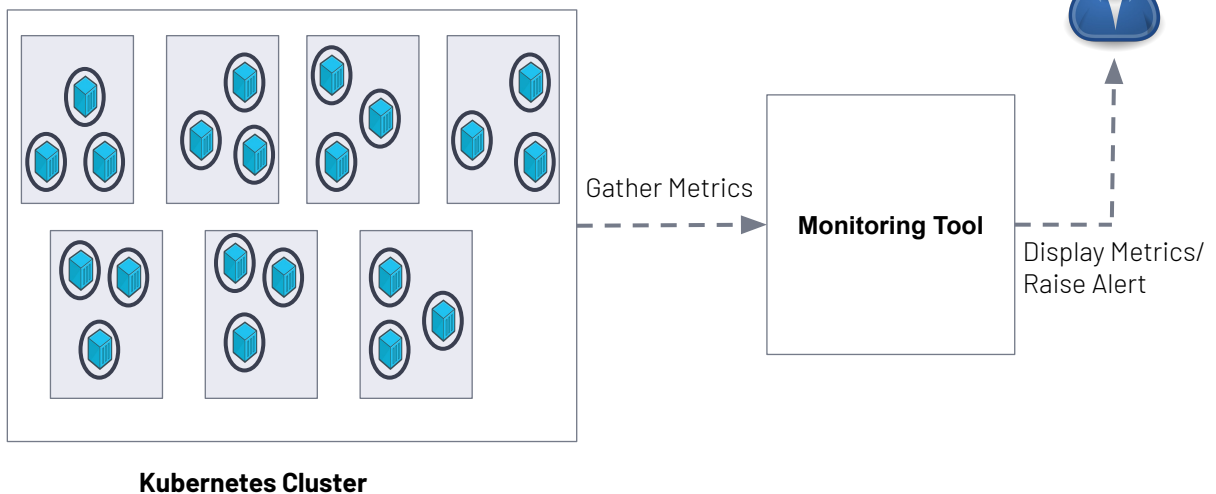 Gather Metrics
Monitoring Tool
Display Metrics/
Raise Alert
Kubernetes Cluster